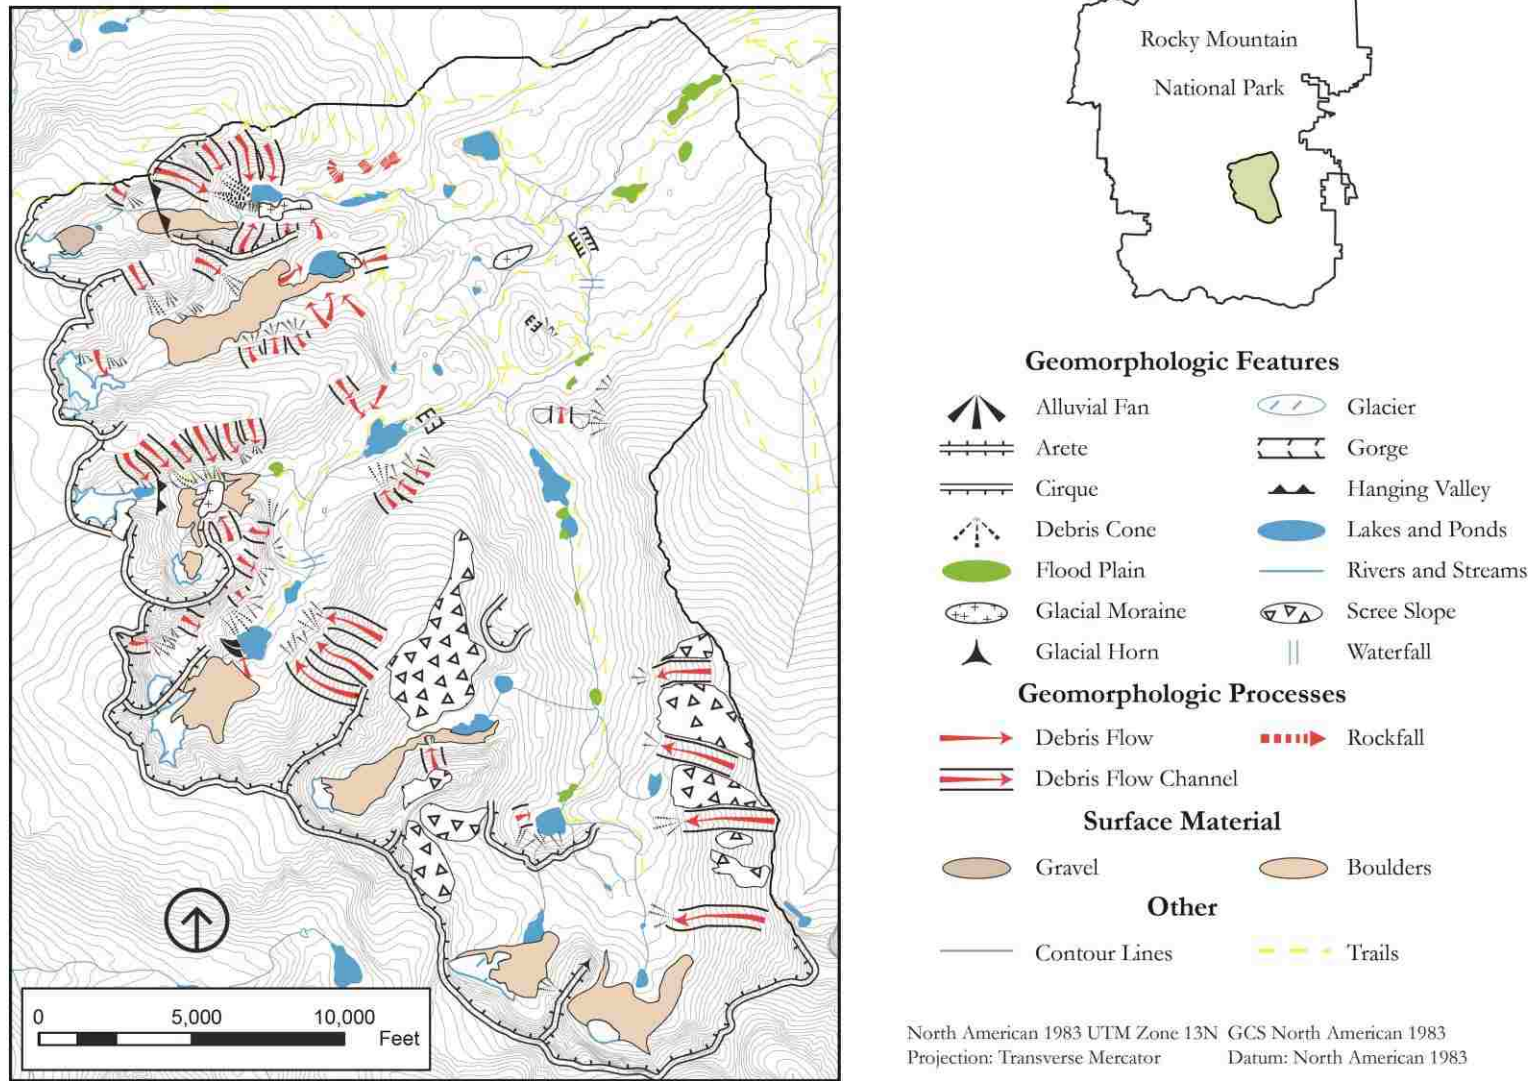 Rocky Mountain
National Park
Geomorphologic Features
Alluvial Fan
Glacier
Arete
Gorge
Cirque
Hanging Valley
Debris Cone
Lakes and Ponds
Flood Plain
Rivers and Streams
Glacial Moraine
Scree Slope
Glacial Horn
Waterfall
Geomorphologic Processes
Debris Flow
Rockfall
Debris Flow Channel
Surface Material
Gravel
Boulders
Other
Contour Lines
Trails
0 5,000 10,000
Feet
North American 1983 UTM Zone 13N GCS North American 1983
Projection: Transverse Mercator Datum: North American 1983